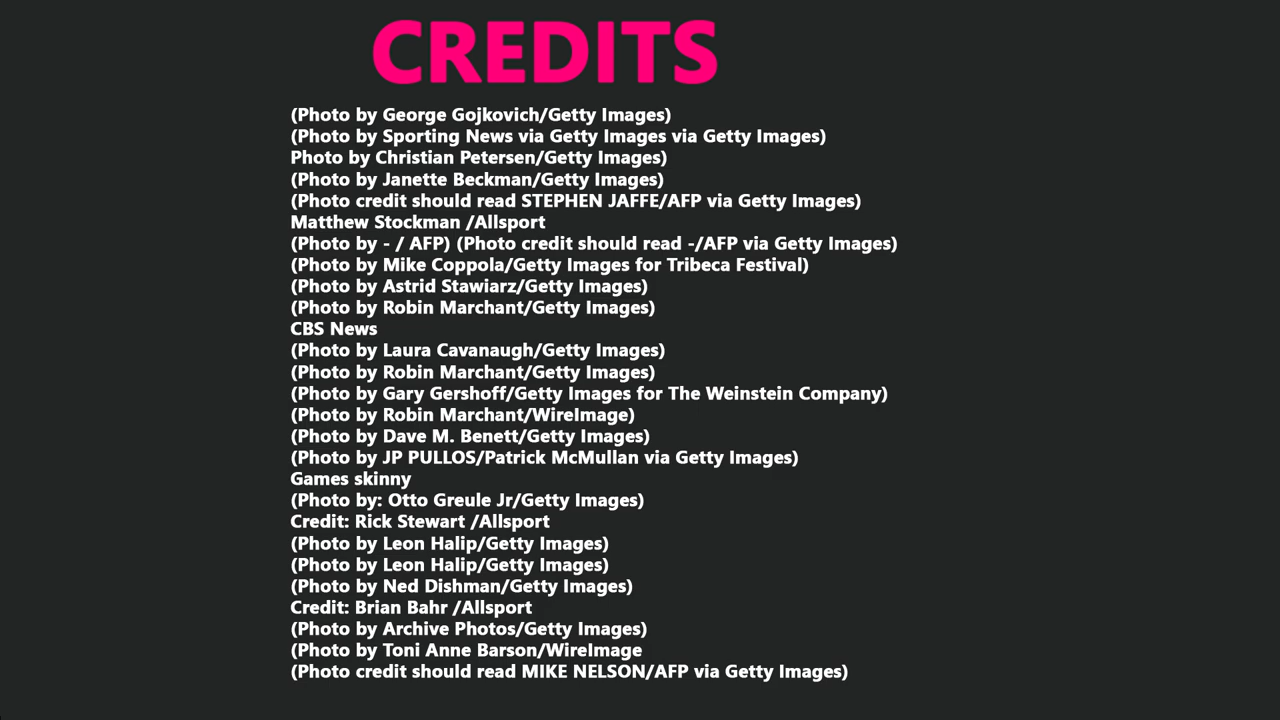 CREDITS
(Photo by George Gojkovich/Getty Images)
(Photo by Sporting News via Getty Images via Getty Images)
Photo by Christian Petersen/Getty Images)
(Photo by Janette Beckman/Getty Images)
(Photo credit should read STEPHEN JAFFE/AFP via Getty Images)
Matthew Stockman /Allsport
(Photo by - / AFP) (Photo credit should read -/AFP via Getty Images)
(Photo by Mike Coppola/Getty Images for Tribeca Festival)
(Photo by Astrid Stawiarz/Getty Images)
(Photo by Robin Marchant/Getty Images)
CBS News
(Photo by Laura Cavanaugh/Getty Images)
(Photo by Robin Marchant/Getty Images)
(Photo by Gary Gershoff/Getty Images for The Weinstein Company)
(Photo by Robin Marchant/WireImage)
(Photo by Dave M. Benett/Getty Images)
(Photo by JP PULLOS/Patrick McMullan via Getty Images)
Games skinny
(Photo by: Otto Greule Jr/Getty Images)
Credit: Rick Stewart /Allsport
(Photo by Leon Halip/Getty Images)
(Photo by Leon Halip/Getty Images)
(Photo by Ned Dishman/Getty Images)
Credit: Brian Bahr /Allsport
(Photo by Archive Photos/Getty Images)
(Photo by Toni Anne Barson/WireImage
(Photo credit should read MIKE NELSON/AFP via Getty Images)